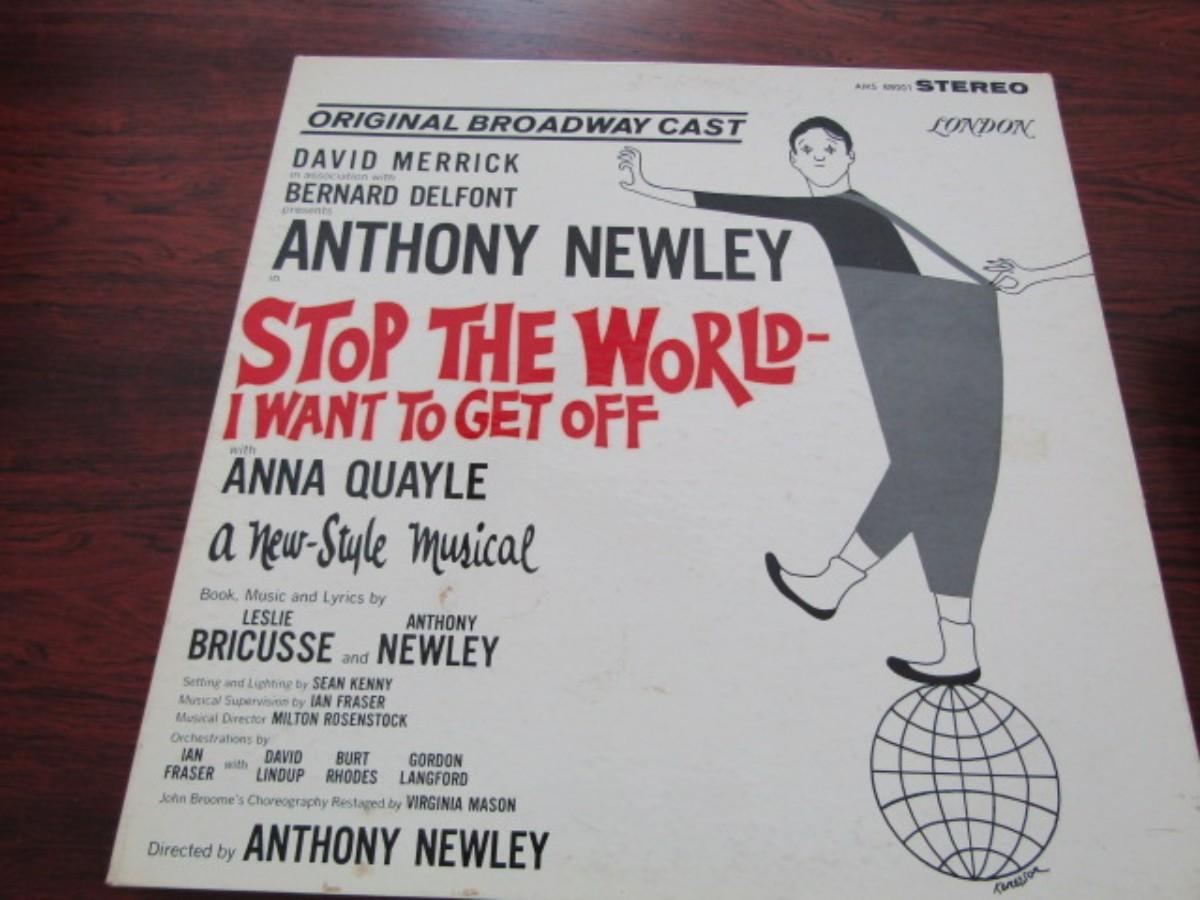 AMS 88001 STEREO
LONDON
ORIGINAL BROADWAY CAST
DAVID MERRICK
in association with
BERNARD DELFONT
presents
ANTHONY NEWLEY
in
STOP THE WORLD-
I WANT TO GET OFF
with
ANNA QUAYLE
a New-Style Musical
Book, Music and Lyrics by
LESLIE BRICUSSE and ANTHONY NEWLEY
Setting and Lighting by SEAN KENNY
Musical Supervision by IAN FRASER
Musical Director MILTON ROSENSTOCK
Orchestrations by
IAN FRASER with DAVID LINDUP BURT RHODES GORDON LANGFORD
John Broome's Choreography Restaged by VIRGINIA MASON
Directed by ANTHONY NEWLEY